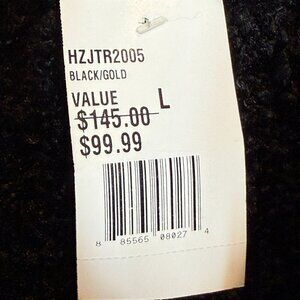 HZJTR2005
BLACK/GOLD
VALUE L
$145.00
$99.99
8 85565 08027 4